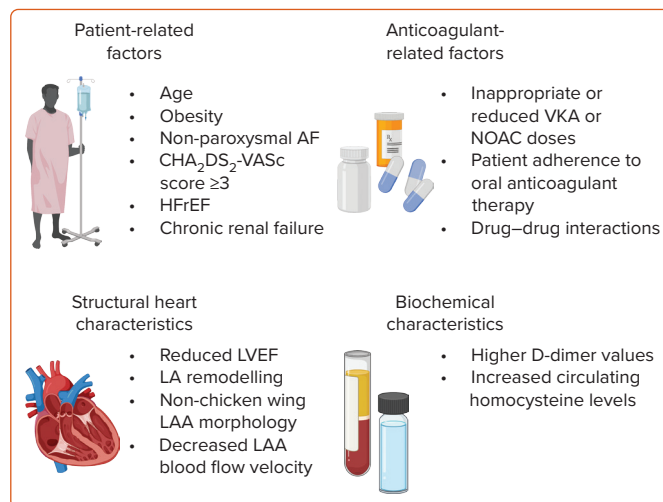 Patient-related
factors
• Age
• Obesity
• Non-paroxysmal AF
• CHA₂DS₂-VASc
score ≥3
• HFrEF
• Chronic renal failure
Anticoagulant-
related factors
• Inappropriate or
reduced VKA or
NOAC doses
• Patient adherence to
oral anticoagulant
therapy
• Drug–drug interactions
Structural heart
characteristics
• Reduced LVEF
• LA remodelling
• Non-chicken wing
LAA morphology
• Decreased LAA
blood flow velocity
Biochemical
characteristics
• Higher D-dimer values
• Increased circulating
homocysteine levels